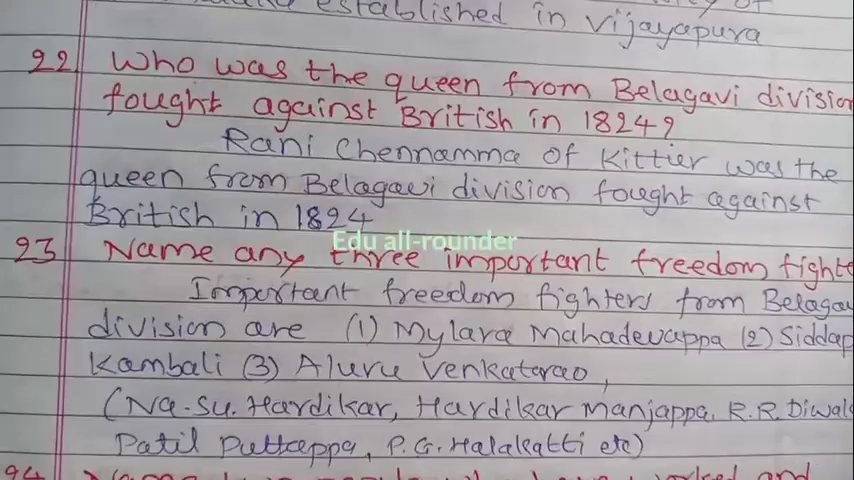 established in Vijayapura
22 Who was the queen from Belagavi division
fought against British in 1824?
Rani Chennamma of Kittier was the
queen from Belagavi division fought against
British in 1824
Edu all-rounder
23 Name any three important freedom fighte
Important freedom fighters from Belaga
division are (1) Mylara Mahadevappa (2) Siddap
Kambali (3) Aluru Venkatarao,
(Na.Su. Hardikar, Hardikar Manjappa, R.R. Diwak
Patil Puttappa, P.G. Halakatti etc)
94